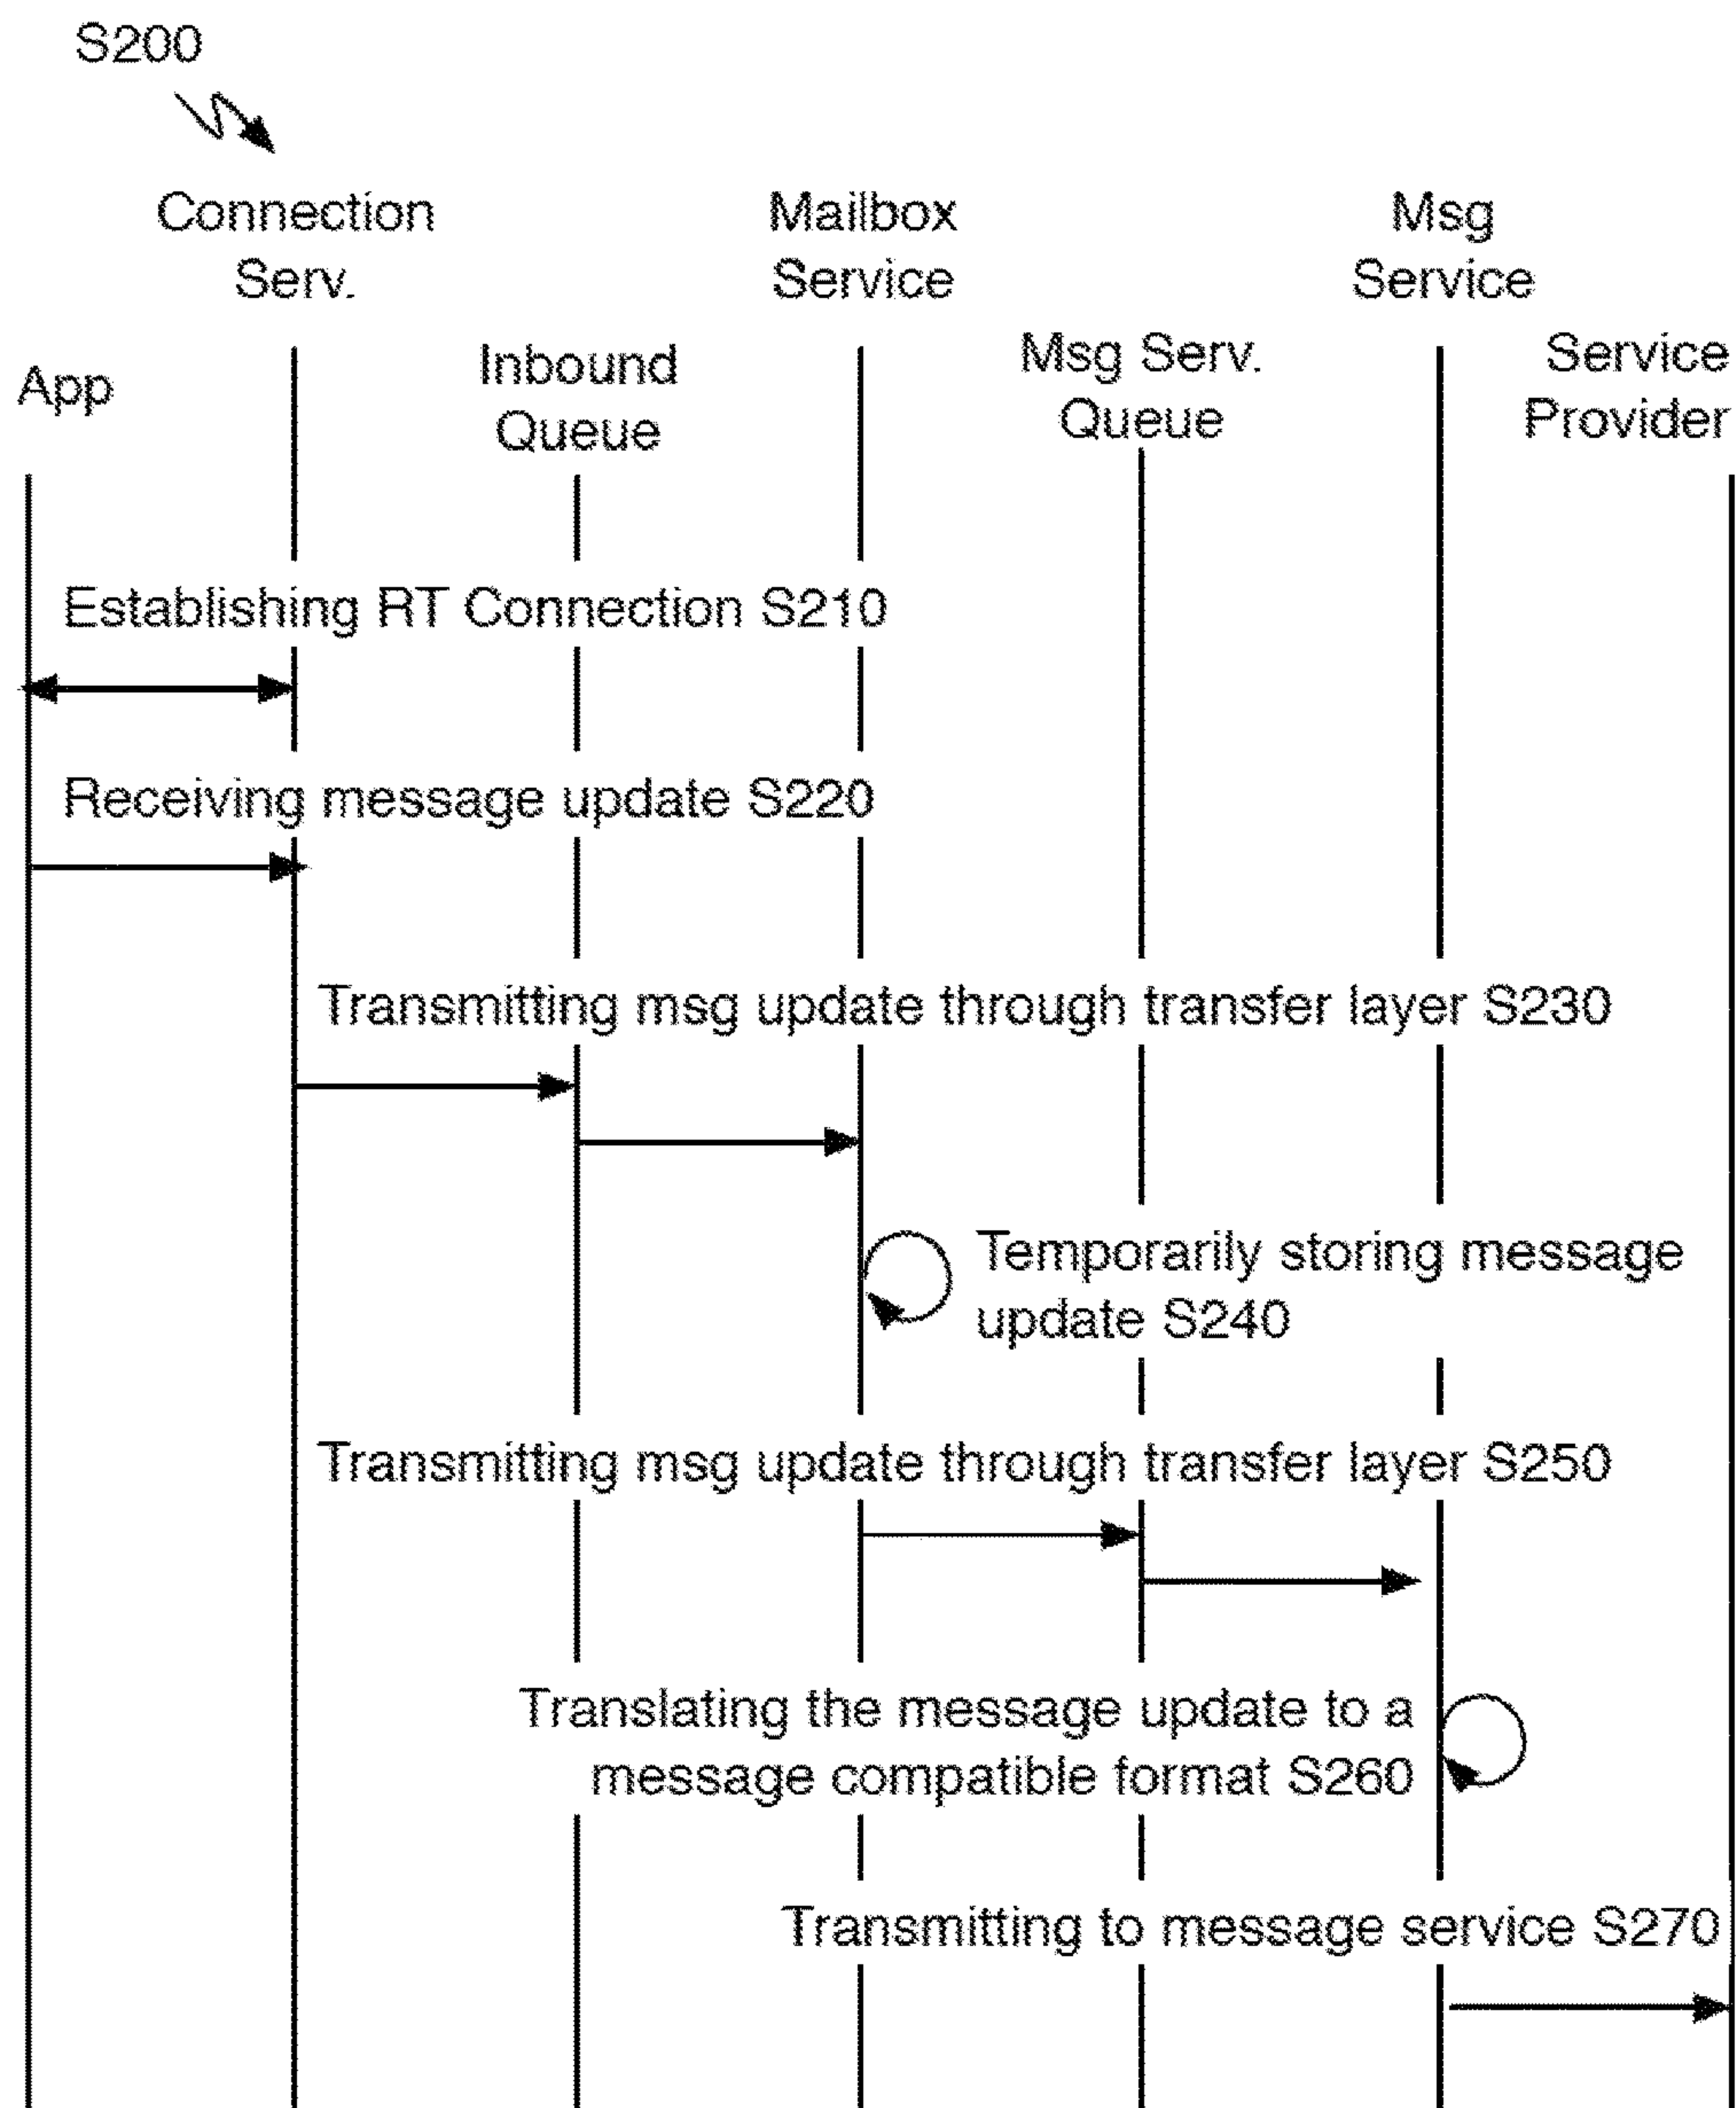 S200
Connection
Serv.
Mailbox
Service
Msg
Service
App
Inbound
Queue
Msg Serv.
Queue
Service
Provider
Establishing RT Connection S210
Receiving message update S220
Transmitting msg update through transfer layer S230
Temporarily storing message
update S240
Transmitting msg update through transfer layer S250
Translating the message update to a
message compatible format S260
Transmitting to message service S270